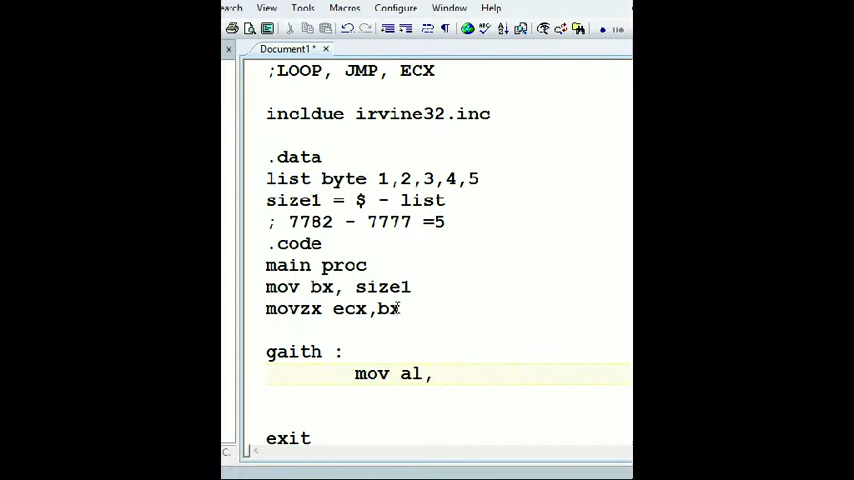 earch View Tools Macros Configure Window Help
Document1 *
;LOOP, JMP, ECX
incldue irvine32.inc
.data
list byte 1,2,3,4,5
size1 = $ - list
; 7782 - 7777 =5
.code
main proc
mov bx, size1
movzx ecx,bx
gaith :
mov al,
exit
C.